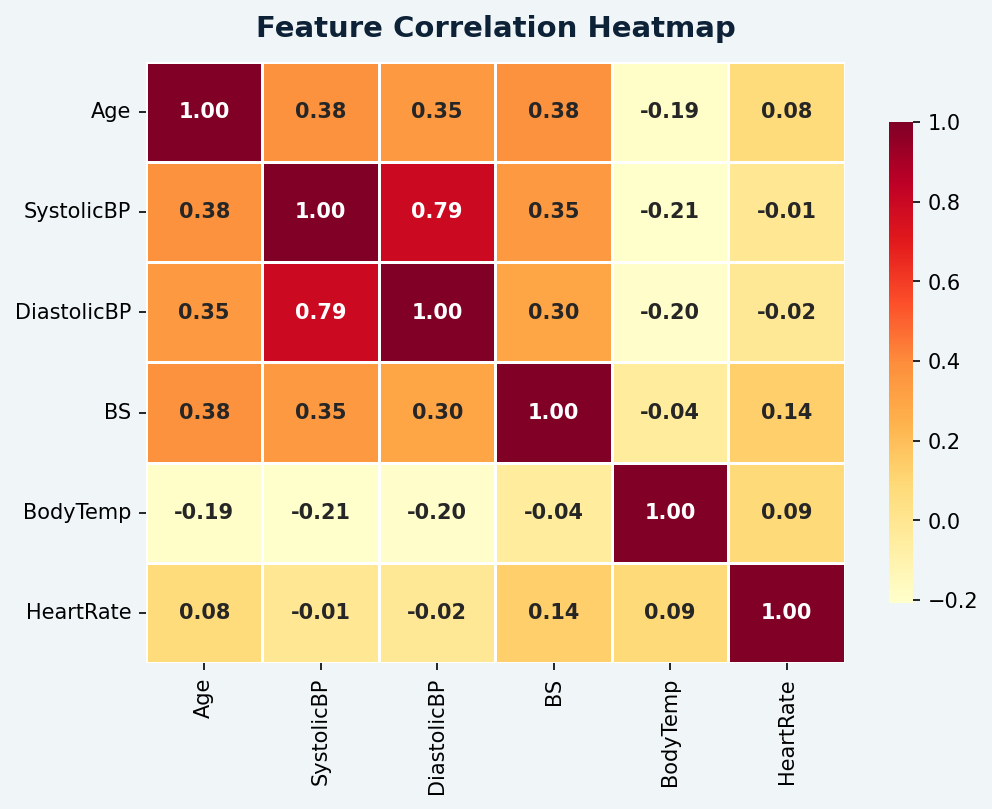 Feature Correlation Heatmap
Age 1.00 0.38 0.35 0.38 -0.19 0.08
SystolicBP 0.38 1.00 0.79 0.35 -0.21 -0.01
DiastolicBP 0.35 0.79 1.00 0.30 -0.20 -0.02
BS 0.38 0.35 0.30 1.00 -0.04 0.14
BodyTemp -0.19 -0.21 -0.20 -0.04 1.00 0.09
HeartRate 0.08 -0.01 -0.02 0.14 0.09 1.00
Age SystolicBP DiastolicBP BS BodyTemp HeartRate
1.0
0.8
0.6
0.4
0.2
0.0
−0.2